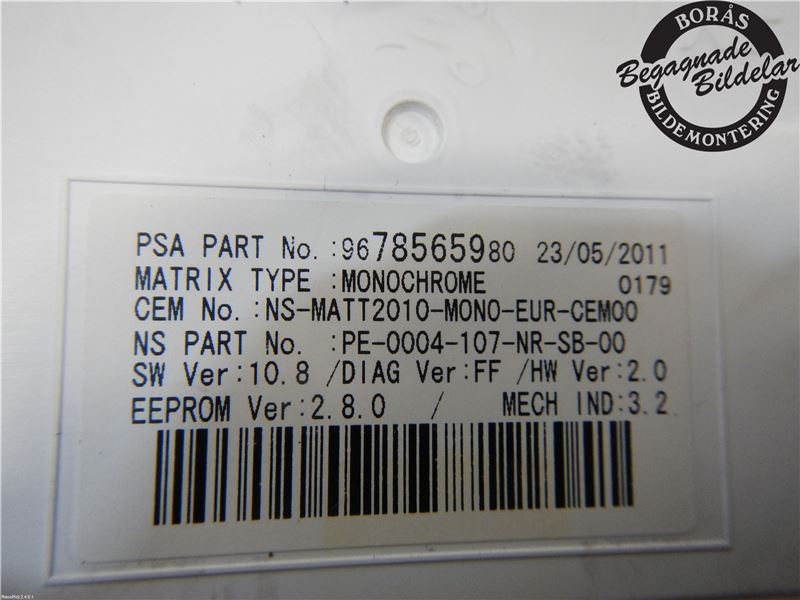 BORÅS
Begagnade
Bildelar
BILDEMONTERING
PSA PART No. :9678565980 23/05/2011
MATRIX TYPE :MONOCHROME 0179
CEM No. :NS-MATT2010-MONO-EUR-CEM00
NS PART No. :PE-0004-107-NR-SB-00
SW Ver:10.8 /DIAG Ver:FF /HW Ver:2.0
EEPROM Ver:2.8.0 / MECH IND:3.2